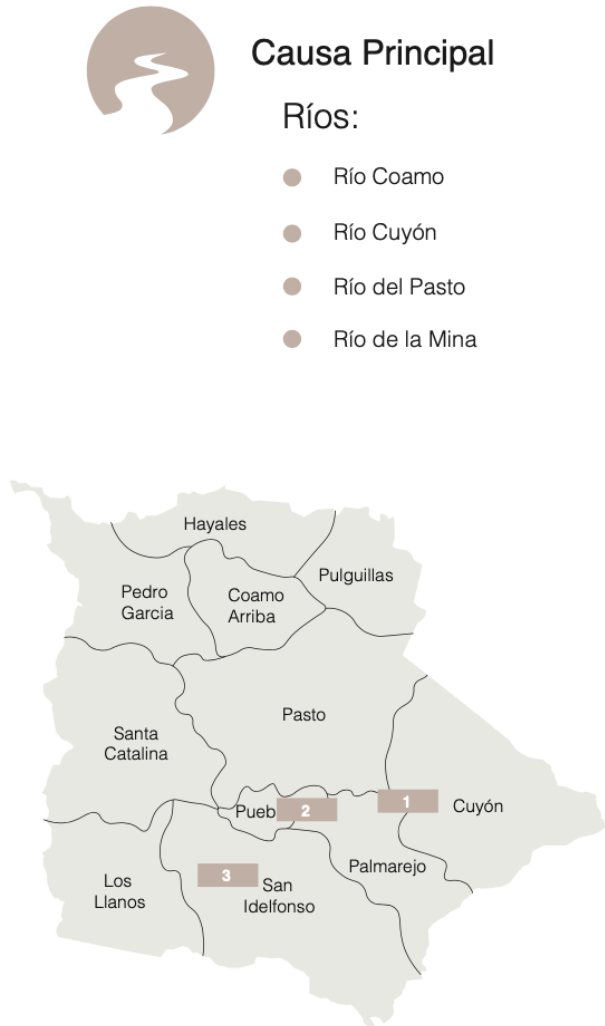 Causa Principal
Ríos:
Río Coamo
Río Cuyón
Río del Pasto
Río de la Mina
Hayales
Pulguillas
Pedro
Garcia
Coamo
Arriba
Pasto
Santa
Catalina
1
Cuyón
Pueb
2
Palmarejo
3
San
Idelfonso
Los
Llanos